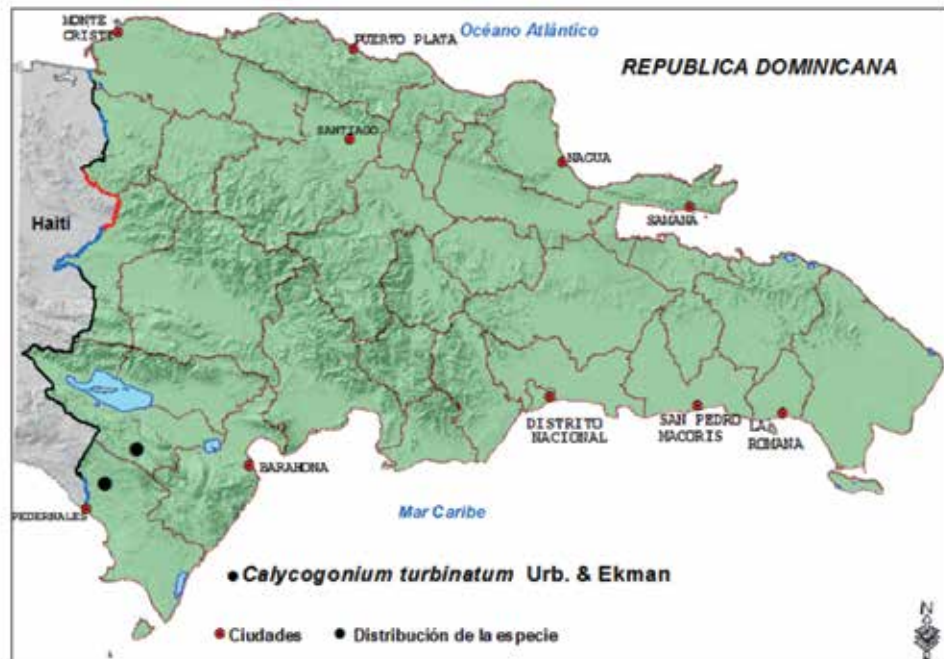 MONTE
CRISTI
PUERTO PLATA
Océano Atlántico
REPUBLICA DOMINICANA
SANTIAGO
NAGUA
SAMANA
Haití
DISTRITO
NACIONAL
SAN PEDRO
MACORIS
LA
ROMANA
BARAHONA
PEDERNALES
Mar Caribe
Calycogonium turbinatum Urb. & Ekman
Ciudades
Distribución de la especie